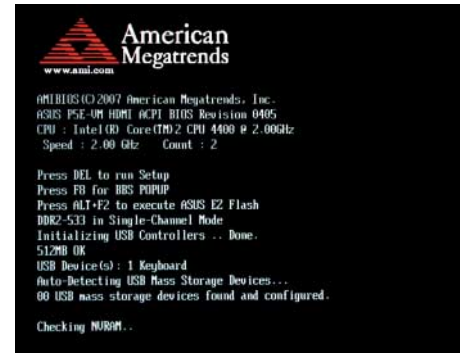 American
Megatrends
www.ami.com
AMIBIOS(C)2007 American Megatrends, Inc.
ASUS P5E-VM HDMI ACPI BIOS Revision 0405
CPU : Intel(R) Core(TM)2 CPU 4400 @ 2.00GHz
Speed : 2.00 GHz Count : 2
Press DEL to run Setup
Press F8 for BBS POPUP
Press ALT+F2 to execute ASUS EZ Flash
DDR2-533 in Single-Channel Mode
Initializing USB Controllers .. Done.
512MB OK
USB Device(s): 1 Keyboard
Auto-Detecting USB Mass Storage Devices...
00 USB mass storage devices found and configured.
Checking NVRAM..